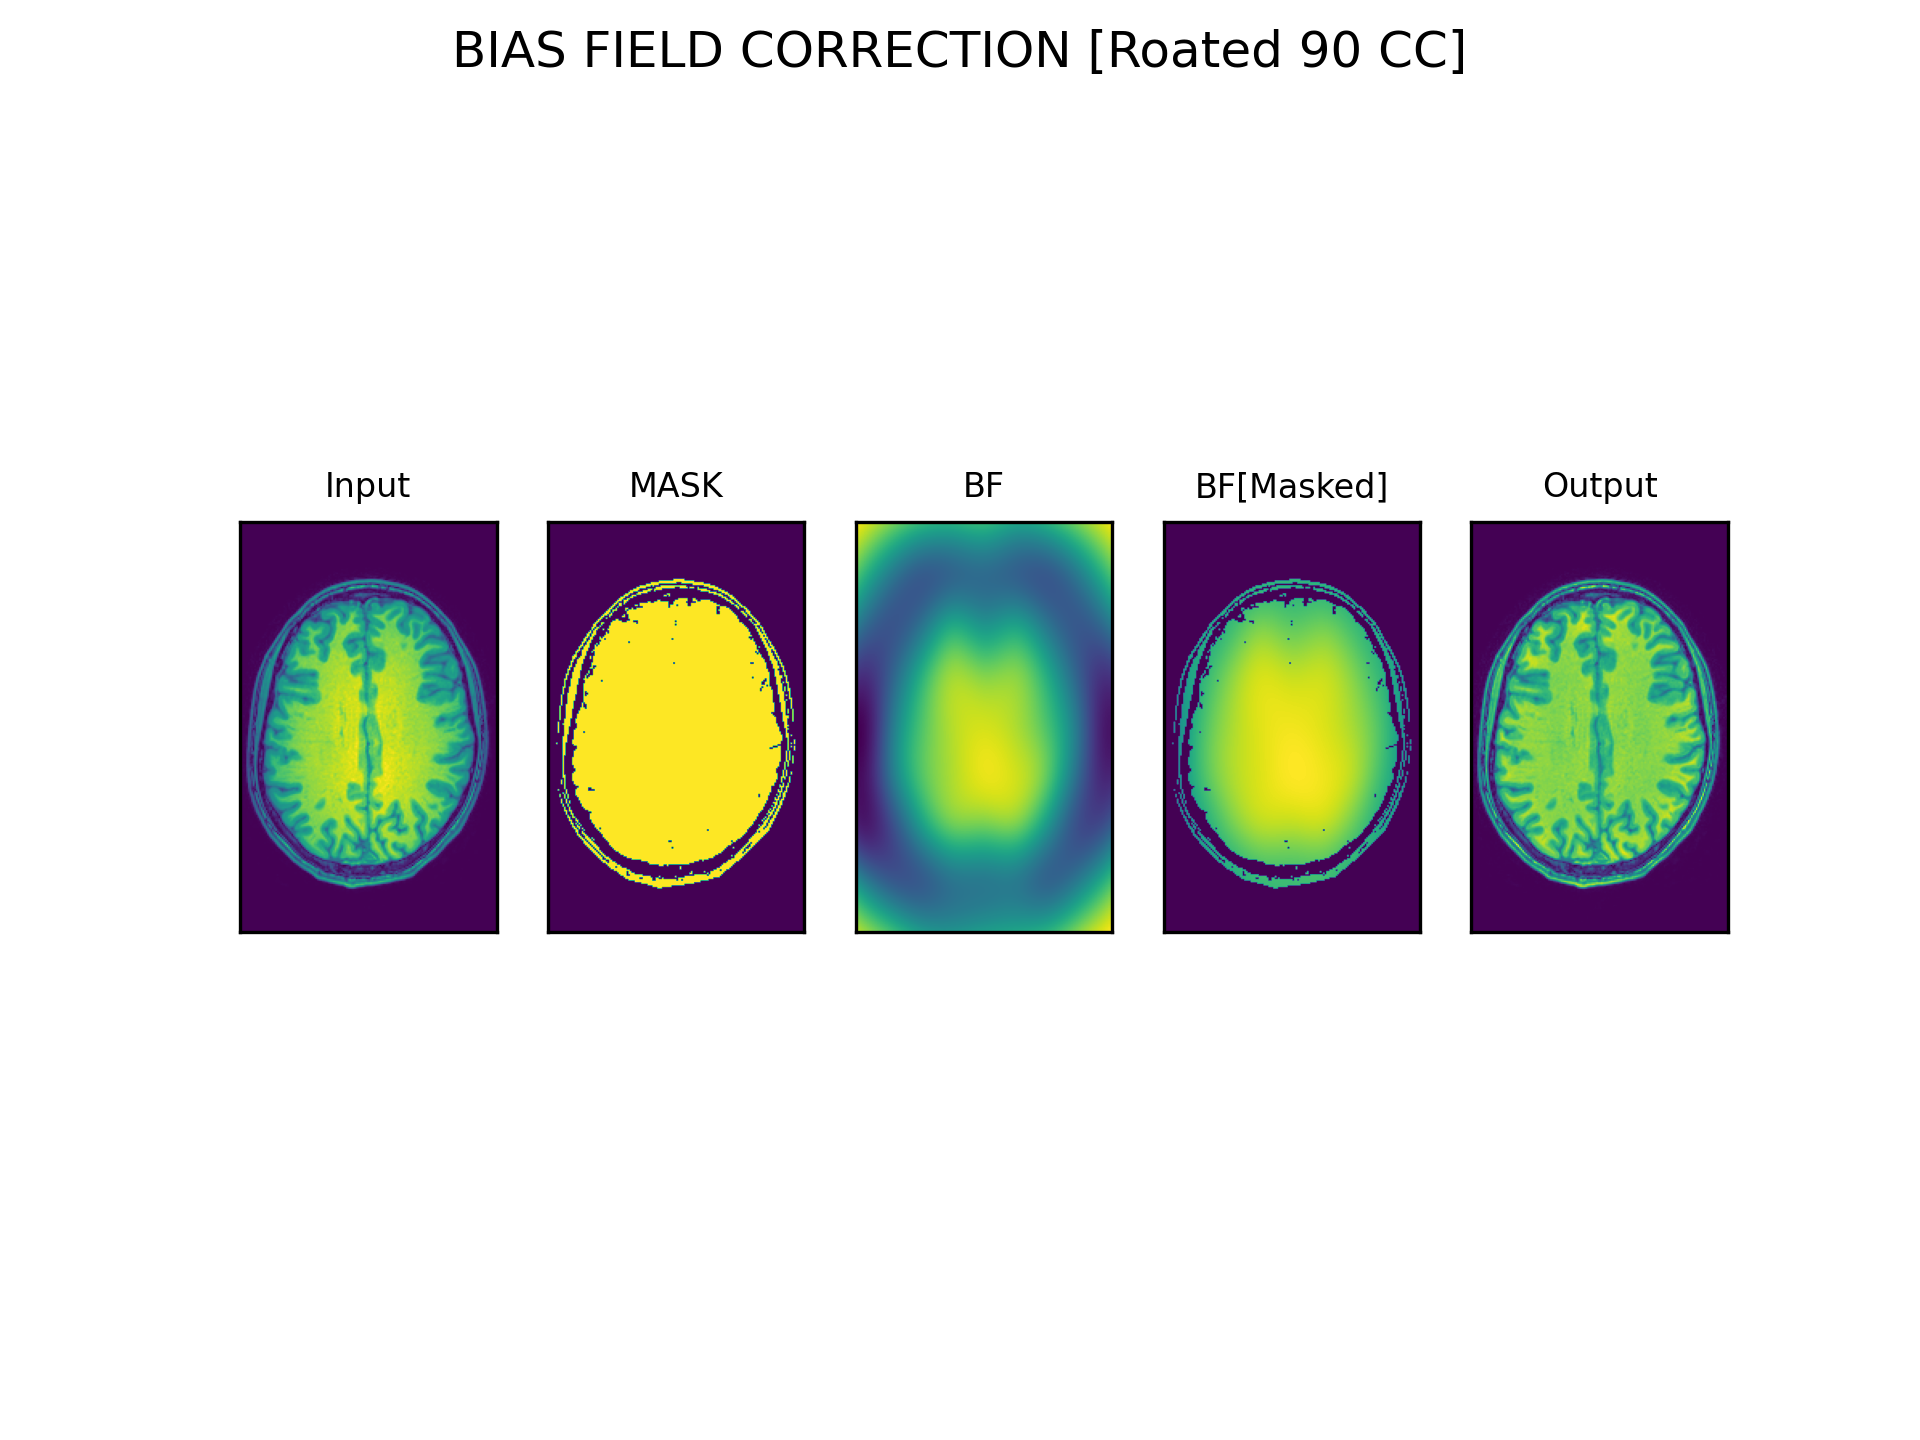 BIAS FIELD CORRECTION [Roated 90 CC]
Input
MASK
BF
BF[Masked]
Output